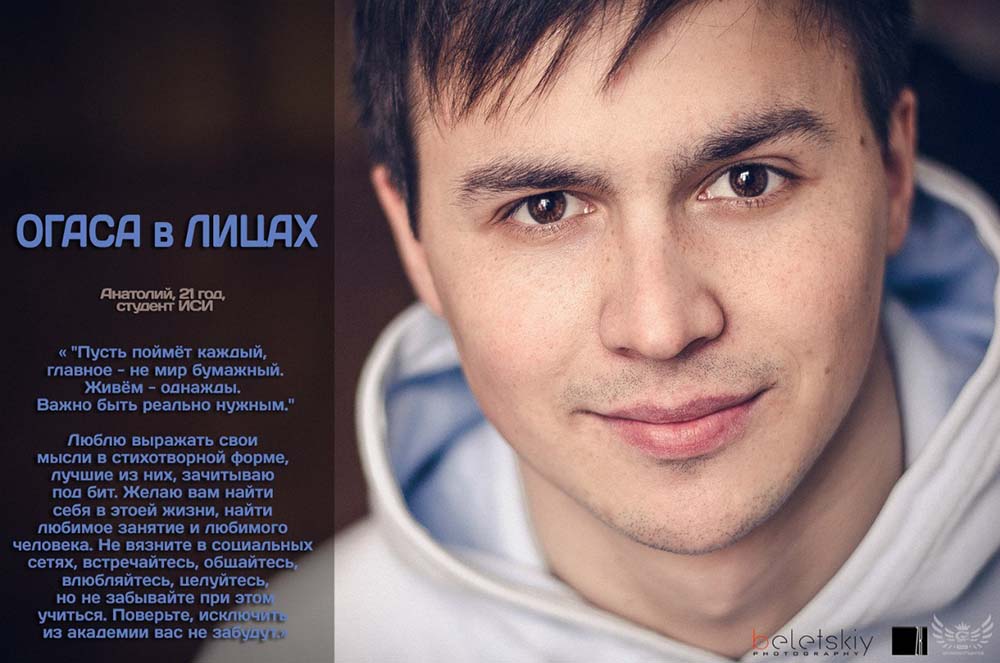 ОГАСА в ЛИЦАХ
Анатолий, 21 год,
студент ИСИ
« "Пусть поймёт каждый,
главное - не мир бумажный.
Живём - однажды.
Важно быть реально нужным."
Люблю выражать свои
мысли в стихотворной форме,
лучшие из них, зачитываю
под бит. Желаю вам найти
себя в этоей жизни, найти
любимое занятие и любимого
человека. Не вязните в социальных
сетях, встречайтесь, общайтесь,
влюбляйтесь, целуйтесь,
но не забывайте при этом
учиться. Поверьте, исключить
из академии вас не забудут.»
beletskiy
PHOTOGRAPHY